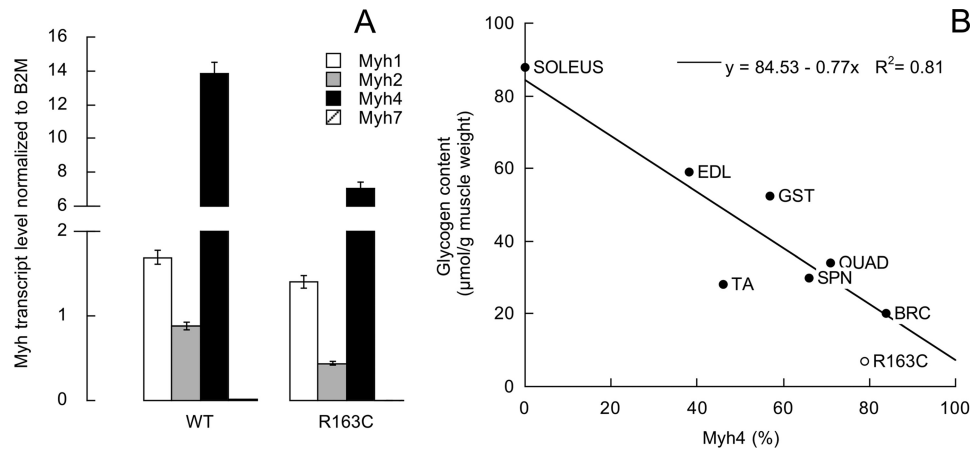 A
Myh transcript level normalized to B2M
16
14
12
10
8
6
2
1
0
Myh1
Myh2
Myh4
Myh7
WT
R163C
B
Glycogen content
(µmol/g muscle weight)
100
80
60
40
20
0
y = 84.53 - 0.77x R²= 0.81
SOLEUS
EDL
GST
QUAD
SPN
TA
BRC
R163C
0
20
40
60
80
100
Myh4 (%)